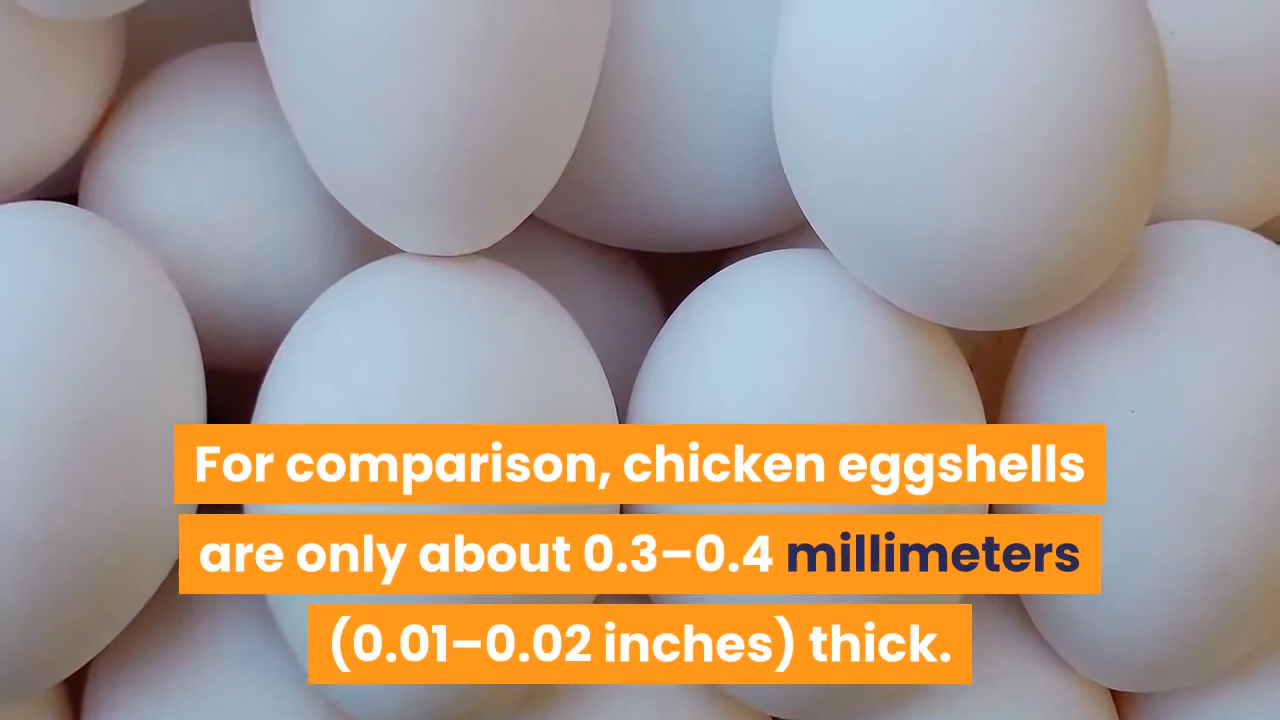 For comparison, chicken eggshells
are only about 0.3–0.4 millimeters
(0.01–0.02 inches) thick.